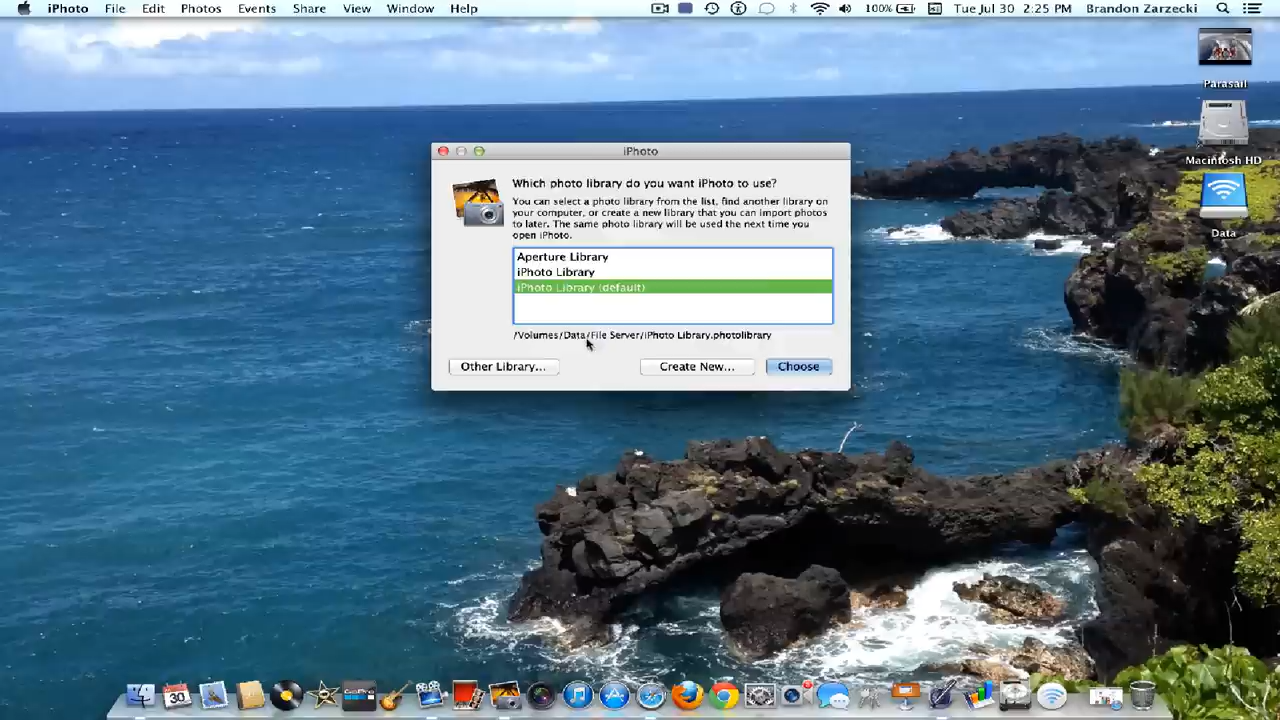 iPhoto File Edit Photos Events Share View Window Help 100% Tue Jul 30 2:25 PM Brandon Zarzecki
Parasail
Macintosh HD
Data
iPhoto
Which photo library do you want iPhoto to use?
You can select a photo library from the list, find another library on
your computer, or create a new library that you can import photos
to later. The same photo library will be used the next time you
open iPhoto.
Aperture Library
iPhoto Library
iPhoto Library (default)
/Volumes/Data/File Server/iPhoto Library.photolibrary
Other Library... Create New... Choose
30